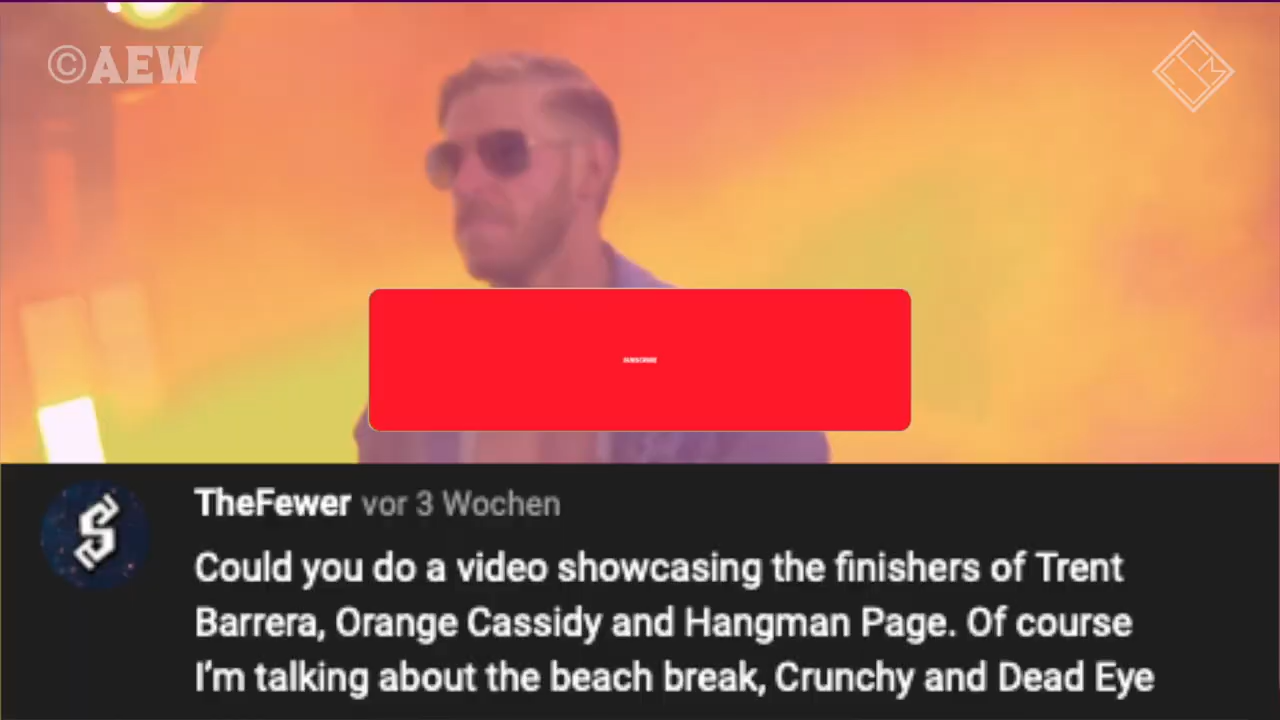 ©AEW
SUBSCRIBE
TheFewer vor 3 Wochen
Could you do a video showcasing the finishers of Trent
Barrera, Orange Cassidy and Hangman Page. Of course
I'm talking about the beach break, Crunchy and Dead Eye